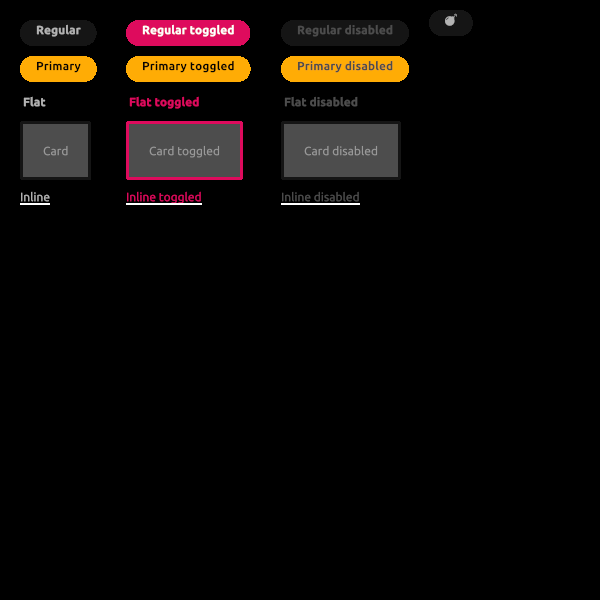 Regular Regular toggled Regular disabled
Primary Primary toggled Primary disabled
Flat Flat toggled Flat disabled
Card Card toggled Card disabled
Inline Inline toggled Inline disabled